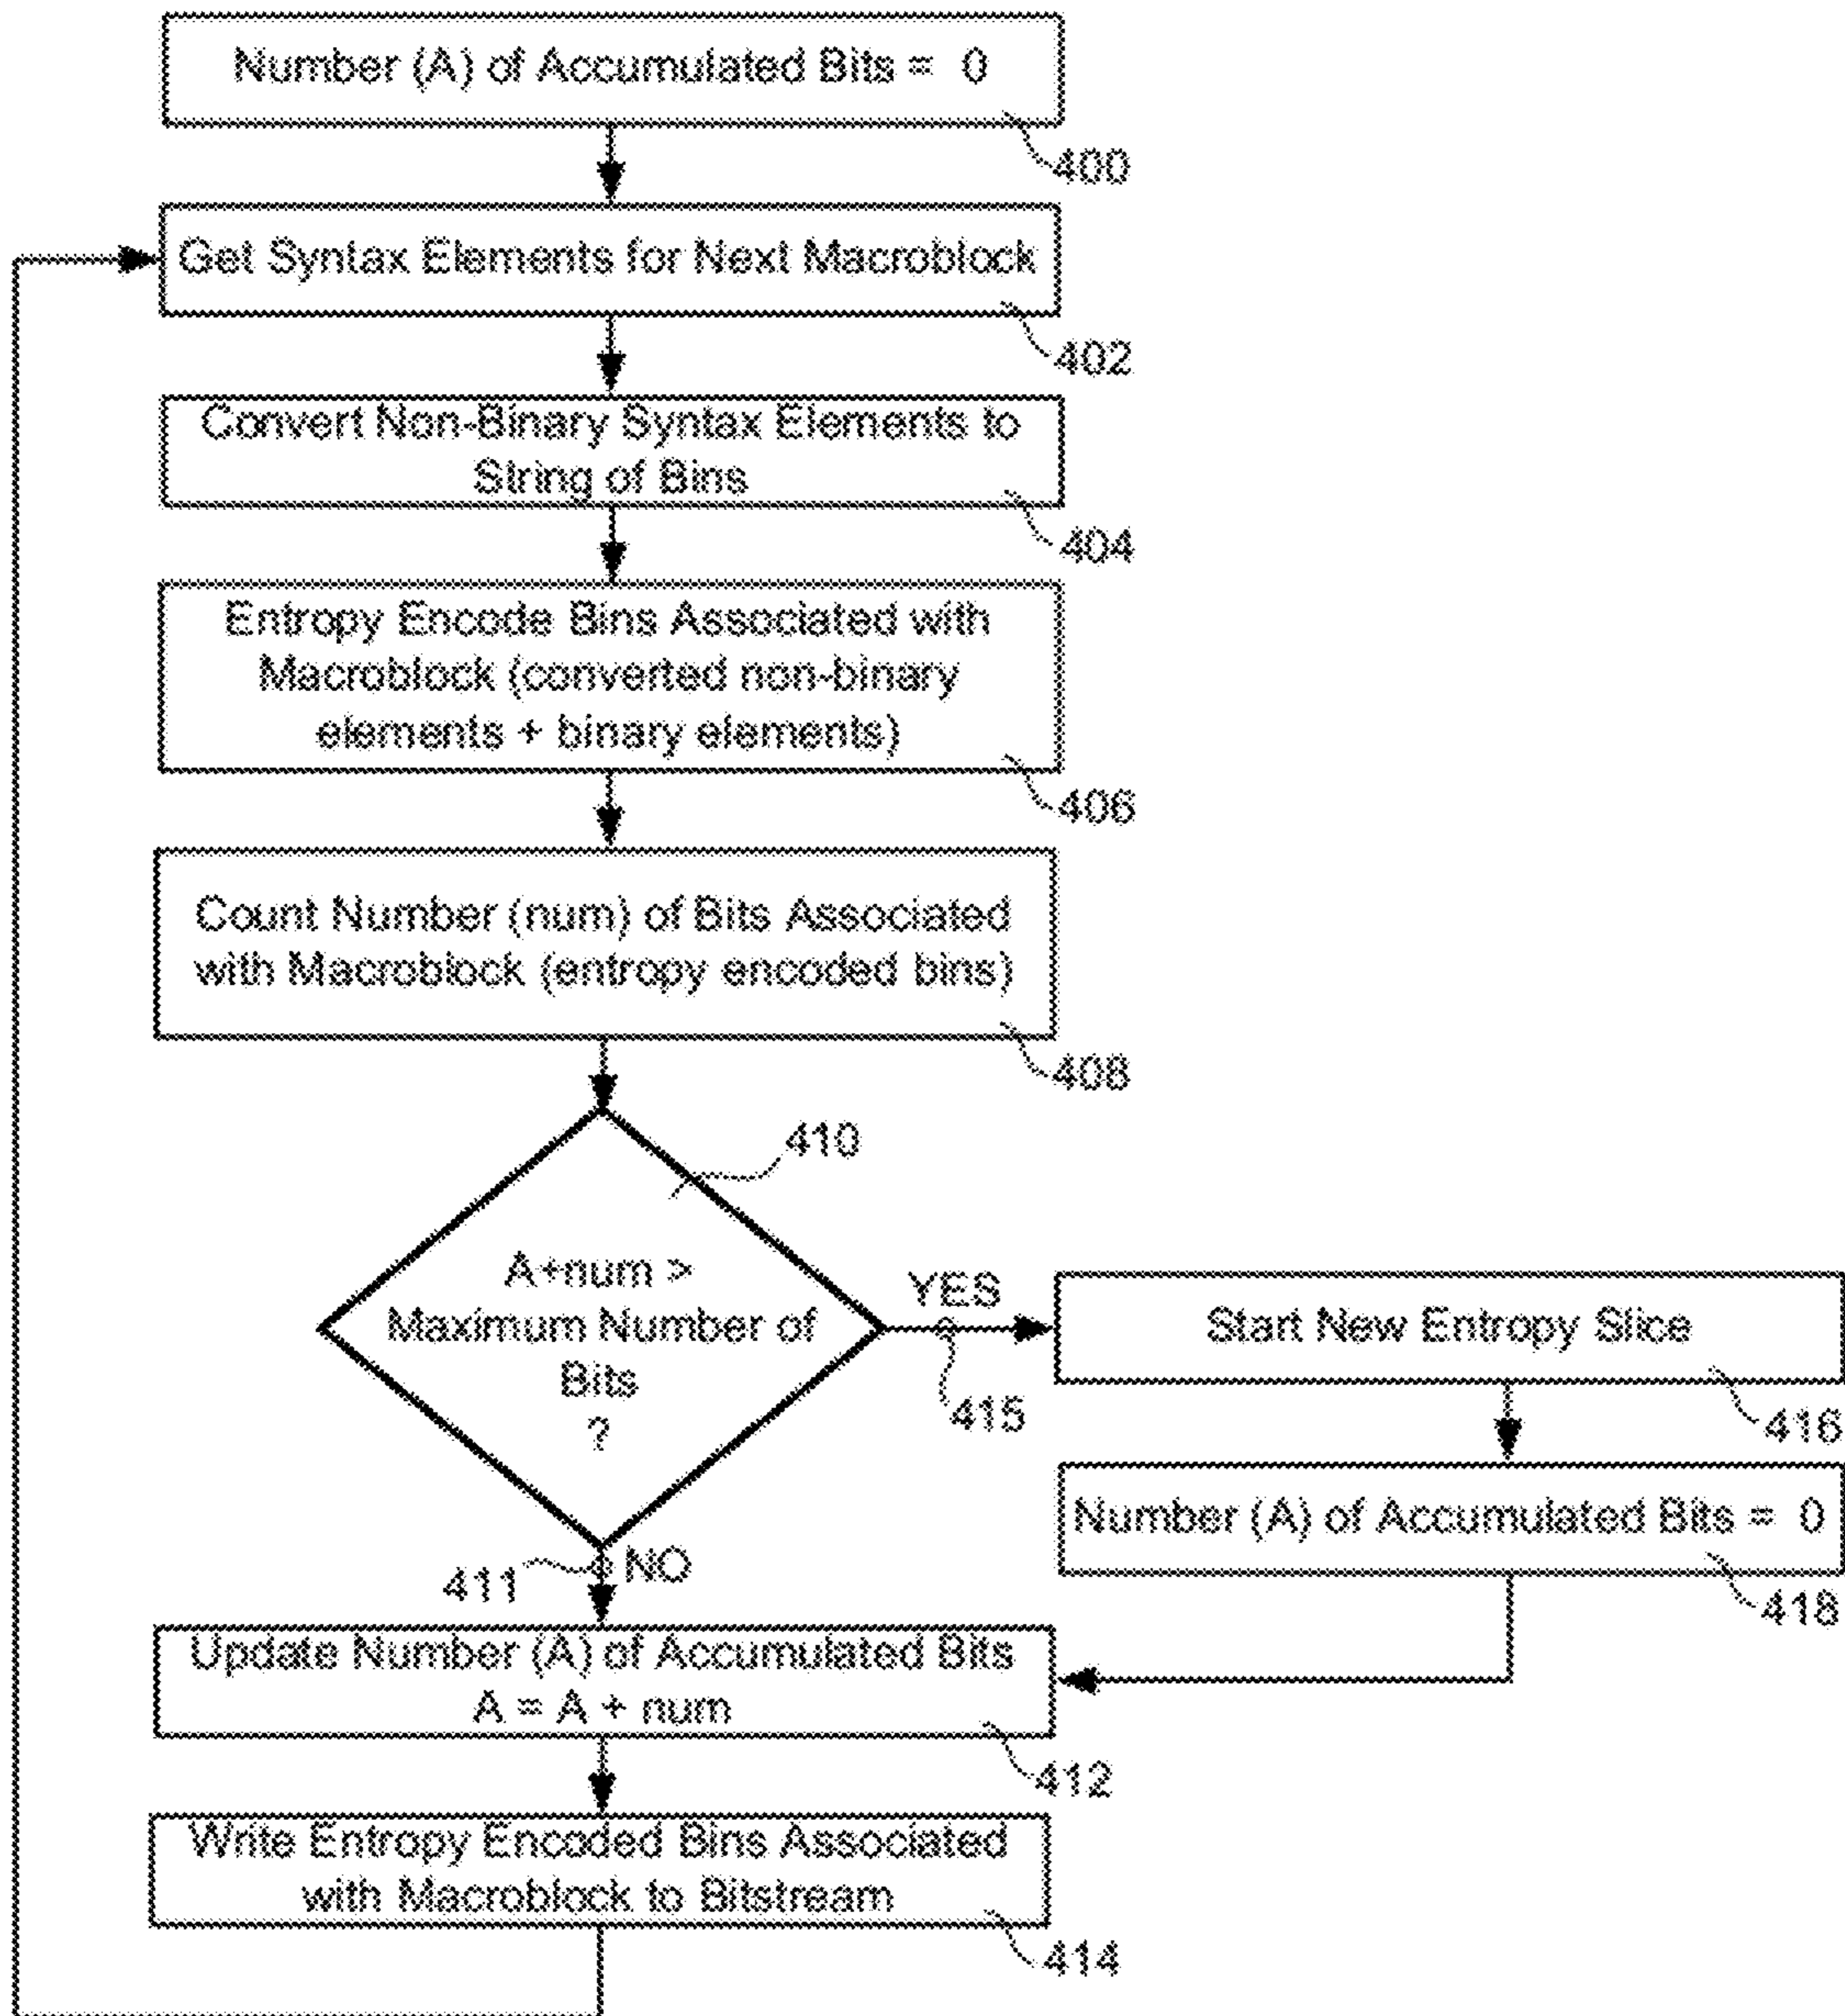 Number (A) of Accumulated Bits = 0
400
Get Syntax Elements for Next Macroblock
402
Convert Non-Binary Syntax Elements to
String of Bins
404
Entropy Encode Bins Associated with
Macroblock (converted non-binary
elements + binary elements)
406
Count Number (num) of Bits Associated
with Macroblock (entropy encoded bins)
408
410
A+num >
Maximum Number of
Bits
?
YES
415
Start New Entropy Slice
416
Number (A) of Accumulated Bits = 0
418
411
NO
Update Number (A) of Accumulated Bits
A = A + num
412
Write Entropy Encoded Bins Associated
with Macroblock to Bitstream
414